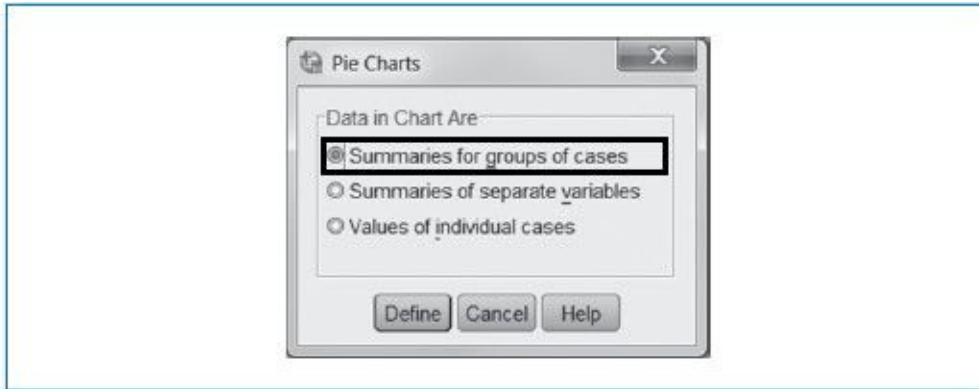 Pie Charts
Data in Chart Are
Summaries for groups of cases
Summaries of separate variables
Values of individual cases
Define Cancel Help